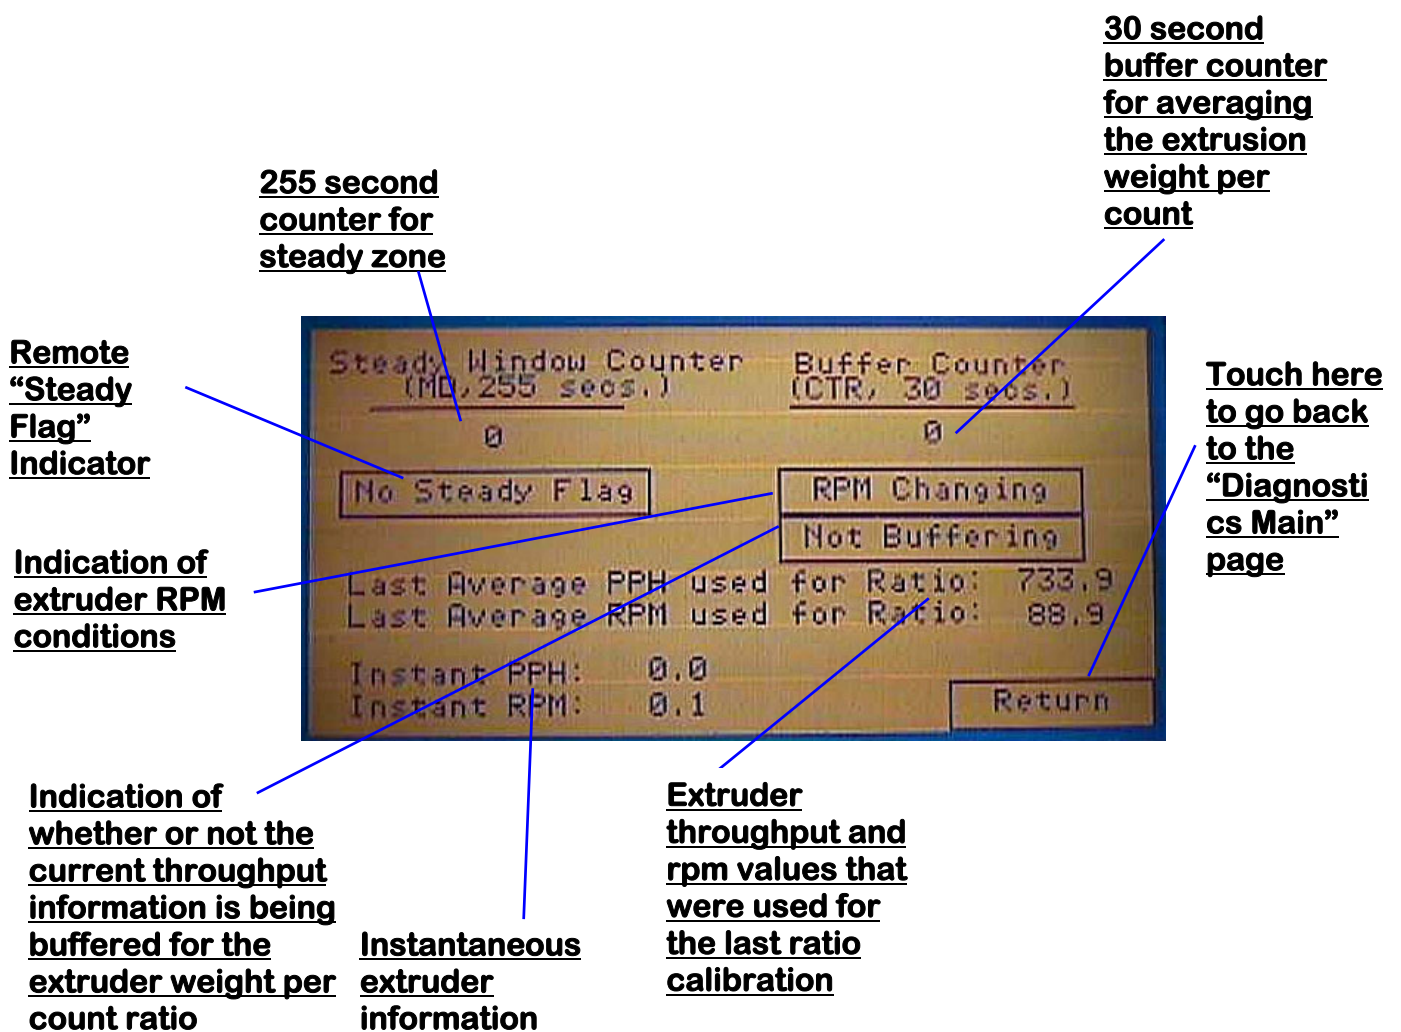 30 second
buffer counter
for averaging
the extrusion
weight per
count
255 second
counter for
steady zone
Remote
“Steady
Flag”
Indicator
Indication of
extruder RPM
conditions
Steady Window Counter
(MD,255 secs.)
0
Buffer Counter
(CTR, 30 secs.)
0
No Steady Flag
RPM Changing
Not Buffering
Last Average PPH used for Ratio: 733.9
Last Average RPM used for Ratio: 88.9
Instant PPH: 0.0
Instant RPM: 0.1
Return
Touch here
to go back
to the
“Diagnosti
cs Main”
page
Indication of
whether or not the
current throughput
information is being
buffered for the
extruder weight per
count ratio
Instantaneous
extruder
information
Extruder
throughput and
rpm values that
were used for
the last ratio
calibration